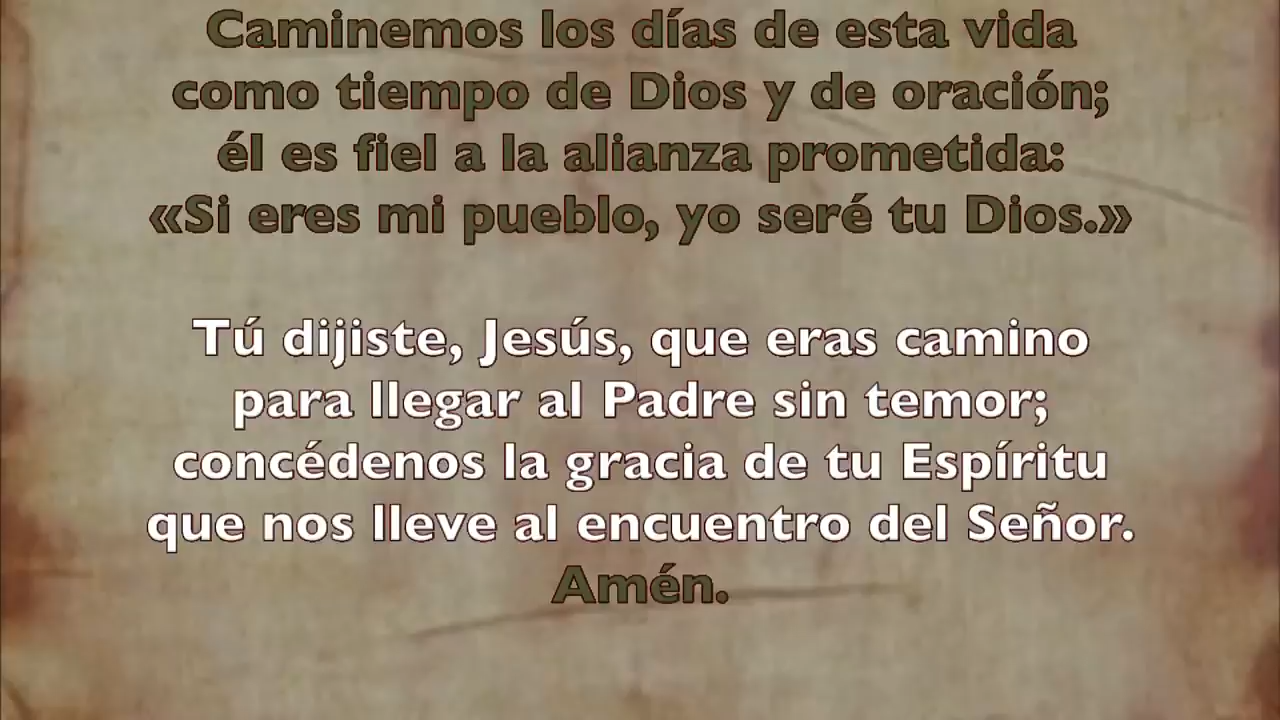 Caminemos los días de esta vida
como tiempo de Dios y de oración;
él es fiel a la alianza prometida:
«Si eres mi pueblo, yo seré tu Dios.»
Tú dijiste, Jesús, que eras camino
para llegar al Padre sin temor;
concédenos la gracia de tu Espíritu
que nos lleve al encuentro del Señor.
Amén.